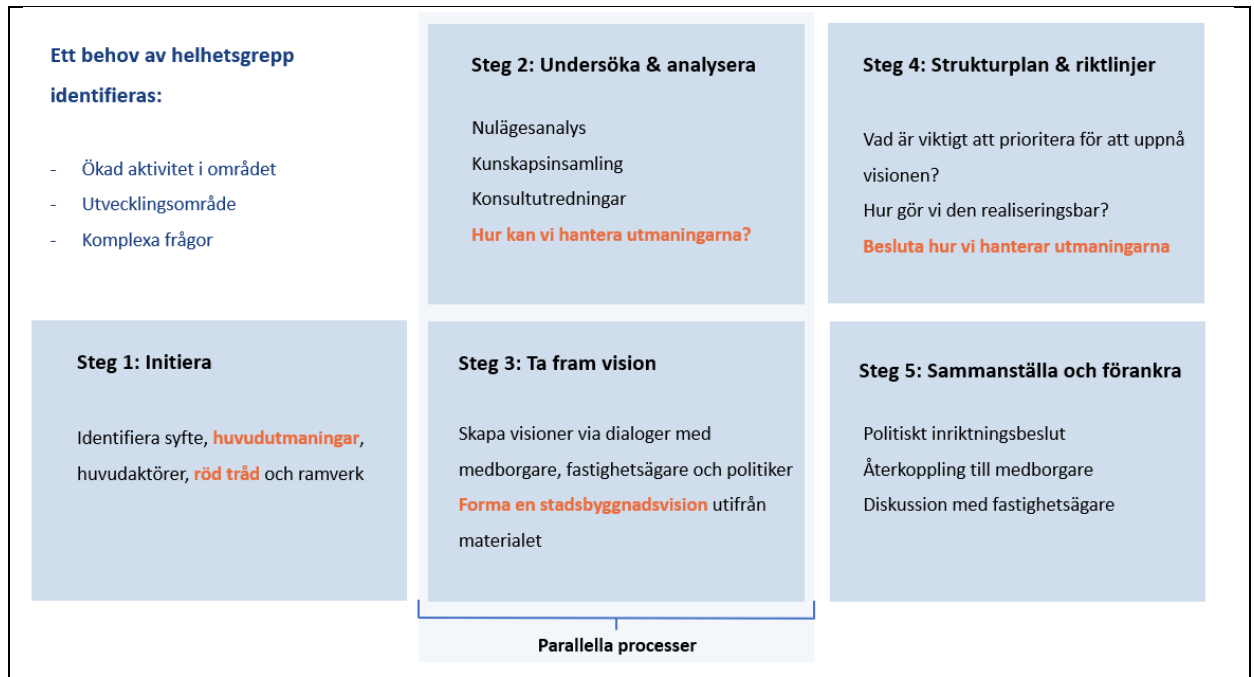 Ett behov av helhetsgrepp
identifieras:
- Ökad aktivitet i området
- Utvecklingsområde
- Komplexa frågor
Steg 1: Initiera
Identifiera syfte, huvudutmaningar,
huvudaktörer, röd tråd och ramverk
Steg 2: Undersöka & analysera
Nulägesanalys
Kunskapsinsamling
Konsultutredningar
Hur kan vi hantera utmaningarna?
Steg 3: Ta fram vision
Skapa visioner via dialoger med
medborgare, fastighetsägare och politiker
Forma en stadsbyggnadsvision utifrån
materialet
Parallella processer
Steg 4: Strukturplan & riktlinjer
Vad är viktigt att prioritera för att uppnå
visionen?
Hur gör vi den realiseringsbar?
Besluta hur vi hanterar utmaningarna
Steg 5: Sammanställa och förankra
Politiskt inriktningsbeslut
Återkoppling till medborgare
Diskussion med fastighetsägare